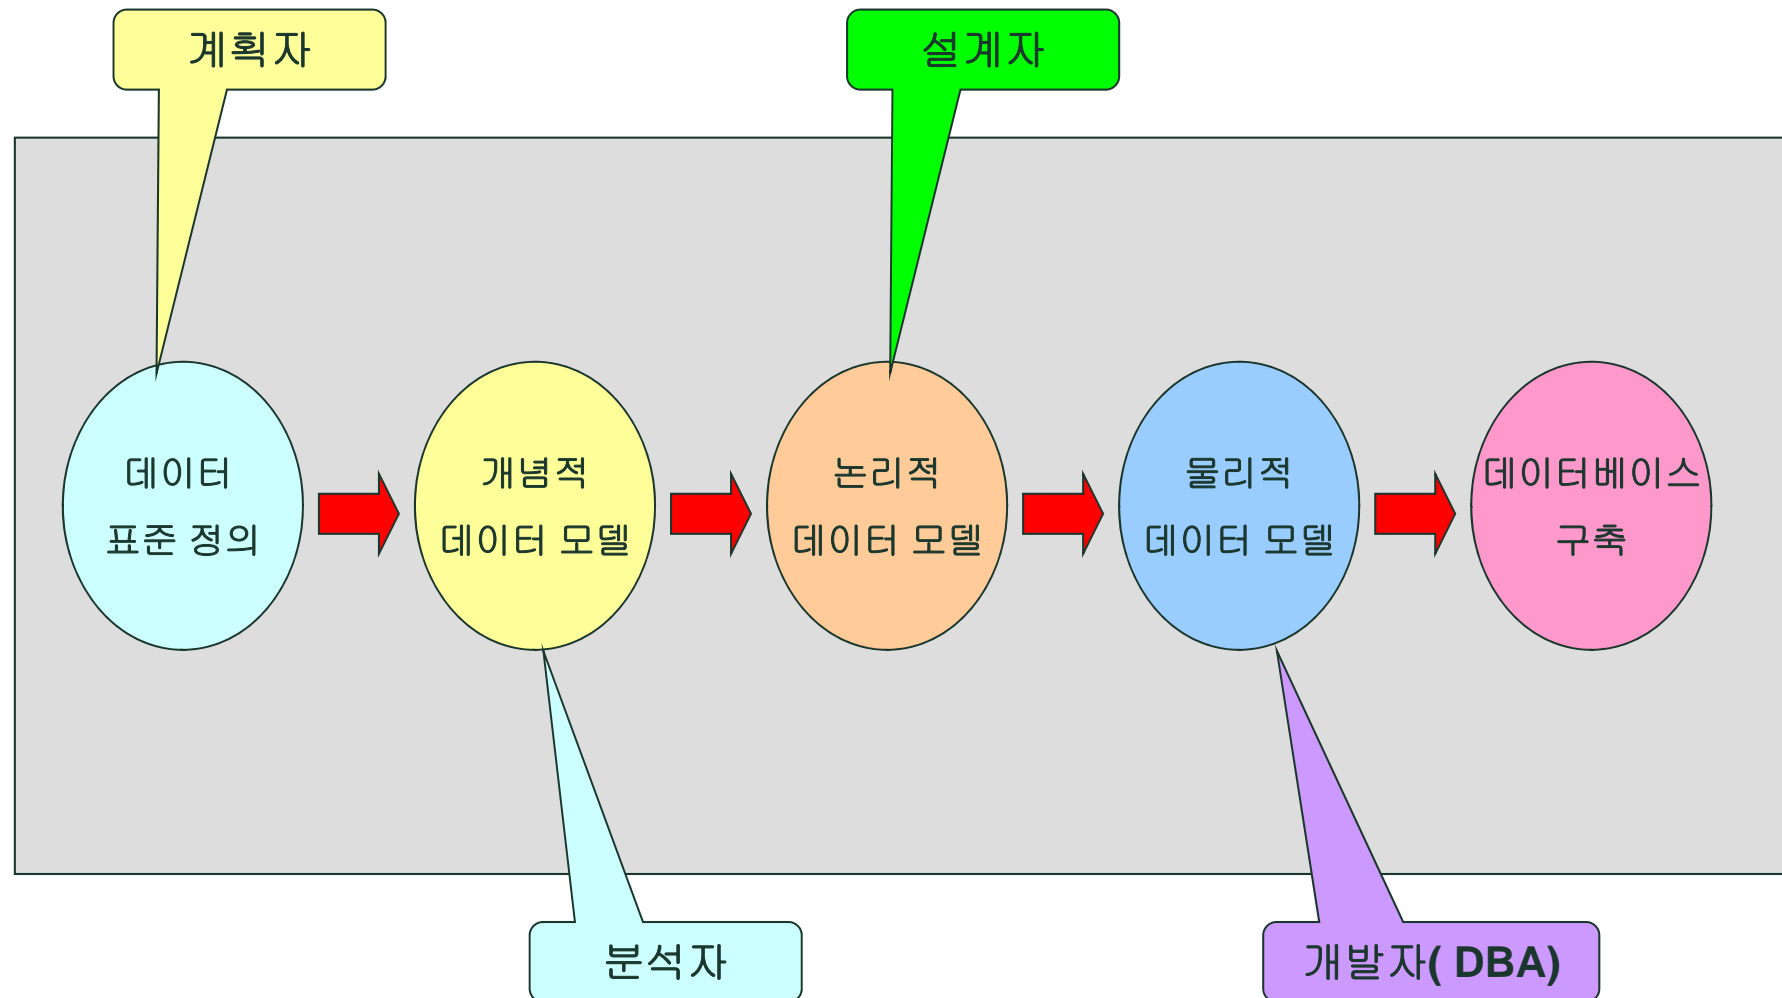 계획자
설계자
데이터
표준 정의
개념적
데이터 모델
논리적
데이터 모델
물리적
데이터 모델
데이터베이스
구축
분석자
개발자( DBA)